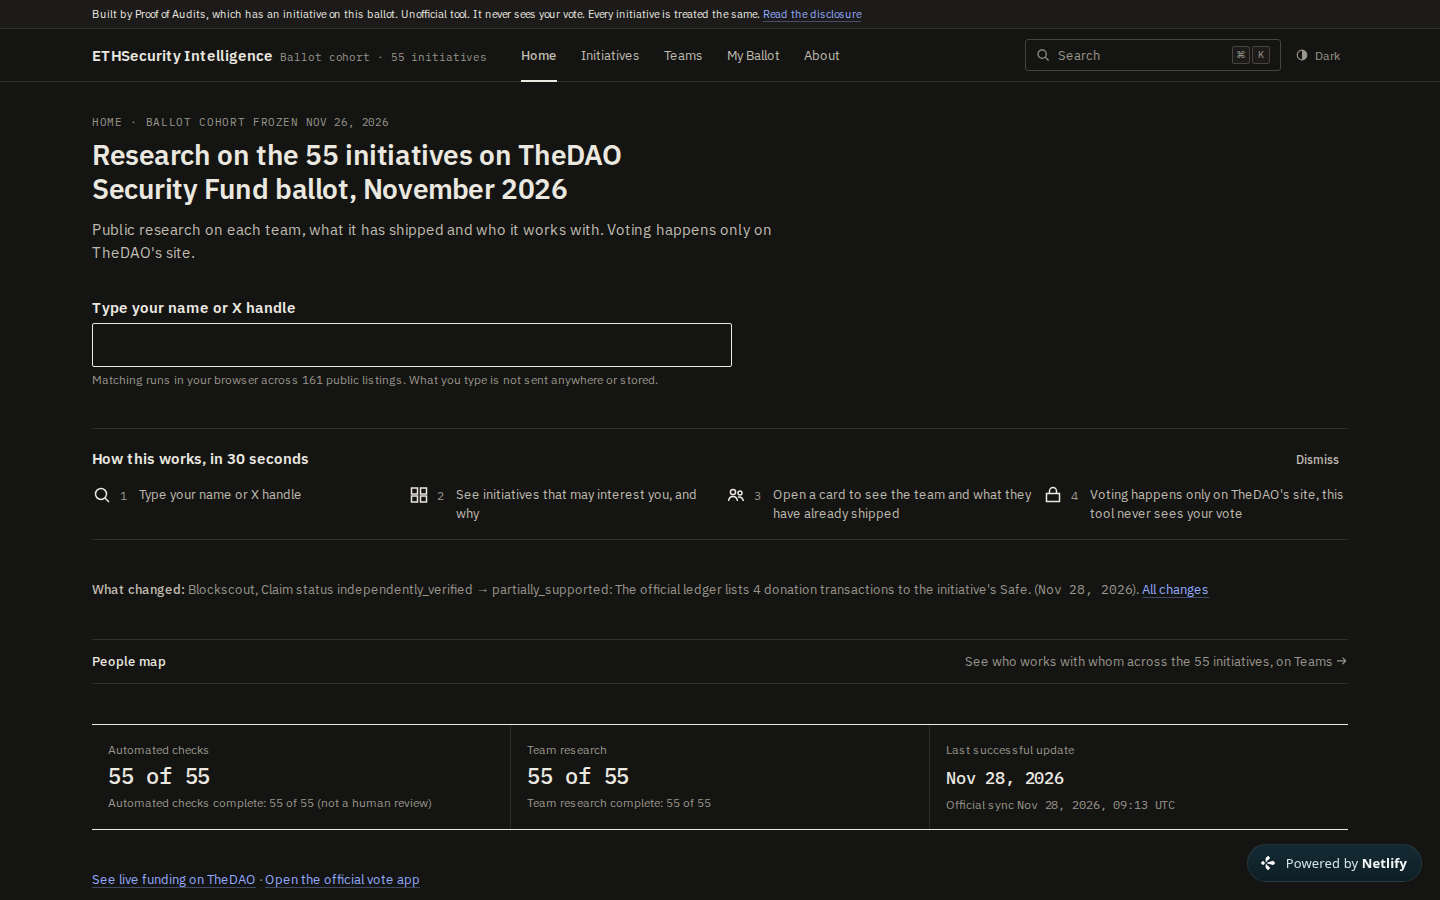 Built by Proof of Audits, which has an initiative on this ballot. Unofficial tool. It never sees your vote. Every initiative is treated the same. Read the disclosure
ETHSecurity Intelligence Ballot cohort · 55 initiatives Home Initiatives Teams My Ballot About Search ⌘ K Dark
HOME · BALLOT COHORT FROZEN NOV 26, 2026
Research on the 55 initiatives on TheDAO
Security Fund ballot, November 2026
Public research on each team, what it has shipped and who it works with. Voting happens only on
TheDAO's site.
Type your name or X handle
Matching runs in your browser across 161 public listings. What you type is not sent anywhere or stored.
How this works, in 30 seconds Dismiss
1 Type your name or X handle
2 See initiatives that may interest you, and
why
3 Open a card to see the team and what they
have already shipped
4 Voting happens only on TheDAO's site, this
tool never sees your vote
What changed: Blockscout, Claim status independently_verified → partially_supported: The official ledger lists 4 donation transactions to the initiative's Safe. (Nov 28, 2026). All changes
People map See who works with whom across the 55 initiatives, on Teams →
Automated checks
55 of 55
Automated checks complete: 55 of 55 (not a human review)
Team research
55 of 55
Team research complete: 55 of 55
Last successful update
Nov 28, 2026
Official sync Nov 28, 2026, 09:13 UTC
See live funding on TheDAO · Open the official vote app
Powered by Netlify